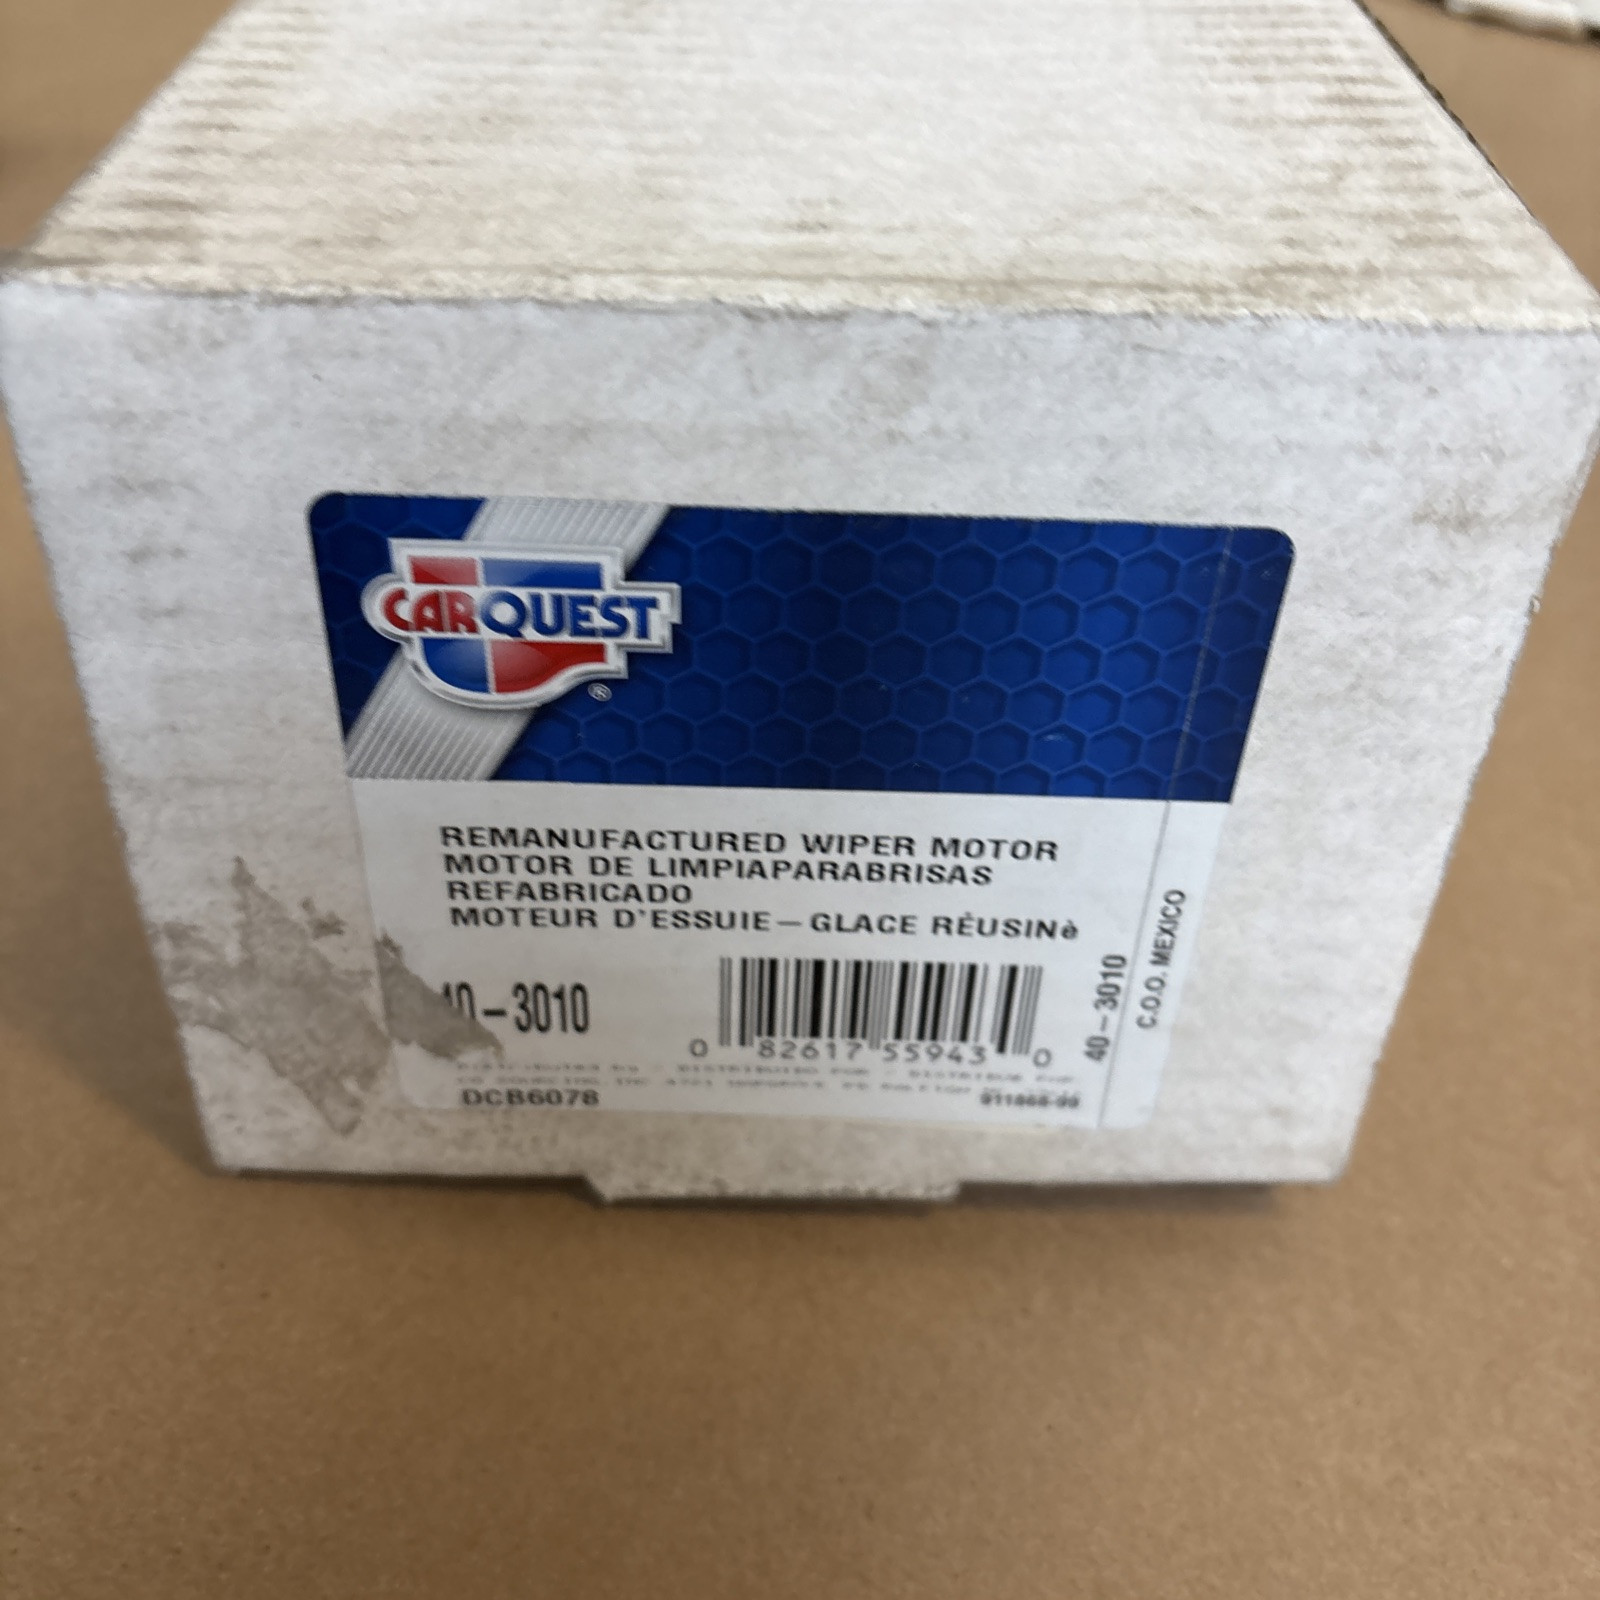 CARQUEST
®
REMANUFACTURED WIPER MOTOR
MOTOR DE LIMPIAPARABRISAS
REFABRICADO
MOTEUR D'ESSUIE-GLACE RÉUSINè
40-3010
0 82617 55943 0
DCB6078
40-3010
C.O.O. MEXICO